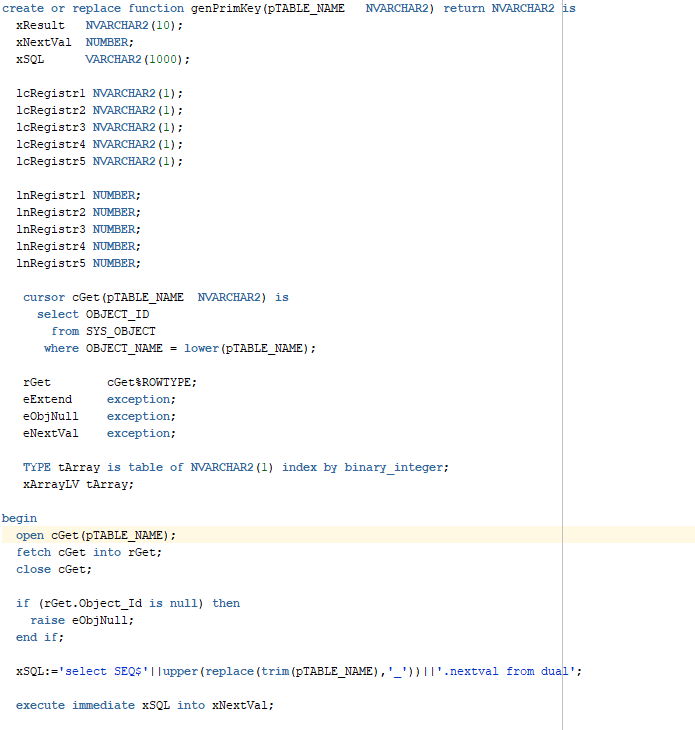 create or replace function genPrimKey(pTABLE_NAME   NVARCHAR2) return NVARCHAR2 is
  xResult   NVARCHAR2(10);
  xNextVal  NUMBER;
  xSQL      VARCHAR2(1000);

  lcRegistr1 NVARCHAR2(1);
  lcRegistr2 NVARCHAR2(1);
  lcRegistr3 NVARCHAR2(1);
  lcRegistr4 NVARCHAR2(1);
  lcRegistr5 NVARCHAR2(1);

  lnRegistr1 NUMBER;
  lnRegistr2 NUMBER;
  lnRegistr3 NUMBER;
  lnRegistr4 NUMBER;
  lnRegistr5 NUMBER;

   cursor cGet(pTABLE_NAME  NVARCHAR2) is
     select OBJECT_ID
       from SYS_OBJECT
      where OBJECT_NAME = lower(pTABLE_NAME);

   rGet        cGet%ROWTYPE;
   eExtend     exception;
   eObjNull    exception;
   eNextVal    exception;

   TYPE tArray is table of NVARCHAR2(1) index by binary_integer;
   xArrayLV tArray;

begin
  open cGet(pTABLE_NAME);
  fetch cGet into rGet;
  close cGet;

  if (rGet.Object_Id is null) then
    raise eObjNull;
  end if;

  xSQL:='select SEQ$'||upper(replace(trim(pTABLE_NAME),'_'))||'.nextval from dual';

  execute immediate xSQL into xNextVal;